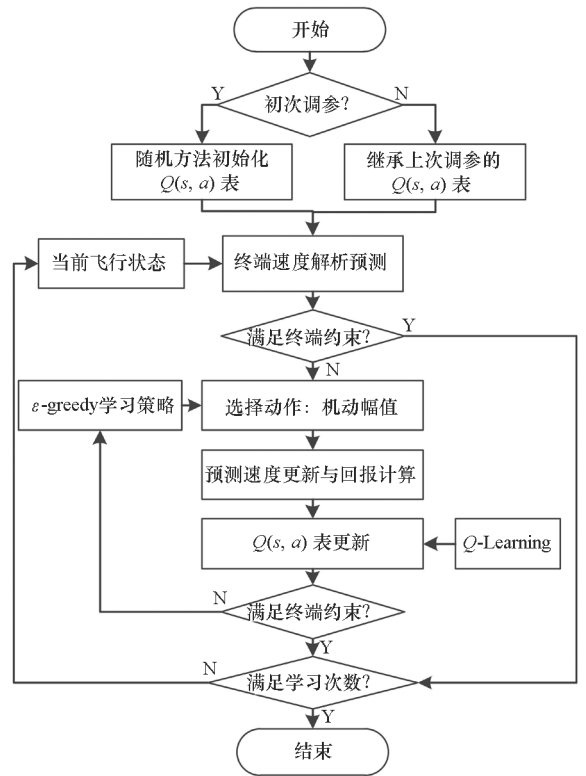 开始
Y
初次调参?
N
随机方法初始化
Q(s, a) 表
继承上次调参的
Q(s, a) 表
当前飞行状态
终端速度解析预测
满足终端约束?
Y
N
ε-greedy学习策略
选择动作：机动幅值
预测速度更新与回报计算
Q(s, a) 表更新
Q-Learning
N
满足终端约束?
Y
N
满足学习次数?
Y
结束